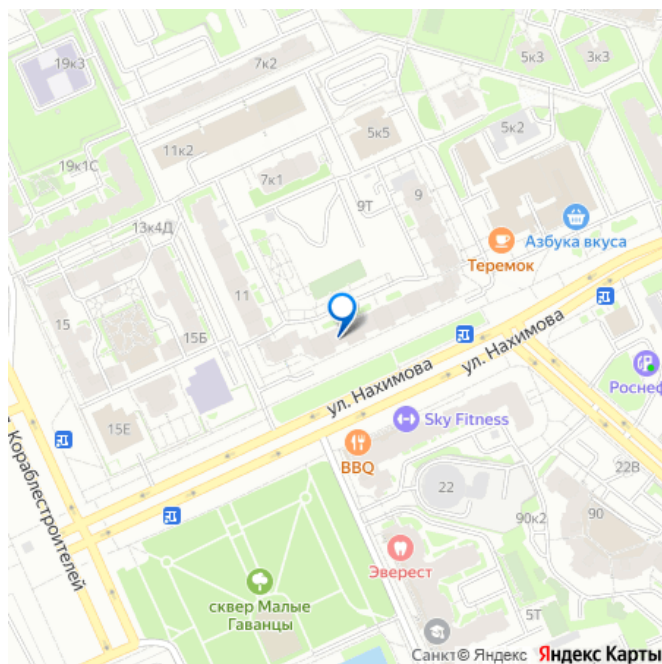 19к3
7к2
5к3
3к3
5к2
5к5
11к2
19к1С
7к1
9
9Т
13к4Д
Азбука вкуса
Теремок
11
15
15Б
ул. Нахимова
ул. Нахимова
Роснеф
Sky Fitness
15Е
BBQ
22В
Кораблестроителей
22
90к2
90
Эверест
сквер Малые
Гаванцы
5Т
Санкт
© Яндекс Яндекс Карты